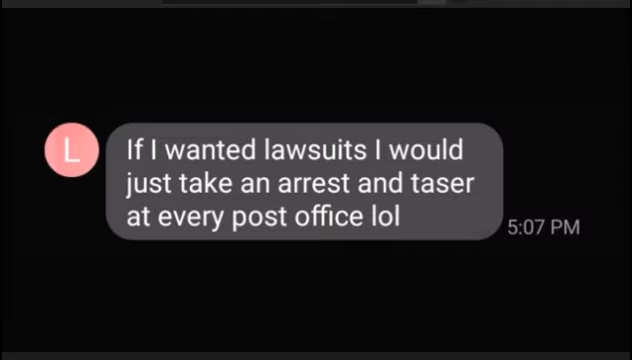 L
If I wanted lawsuits I would
just take an arrest and taser
at every post office lol
5:07 PM